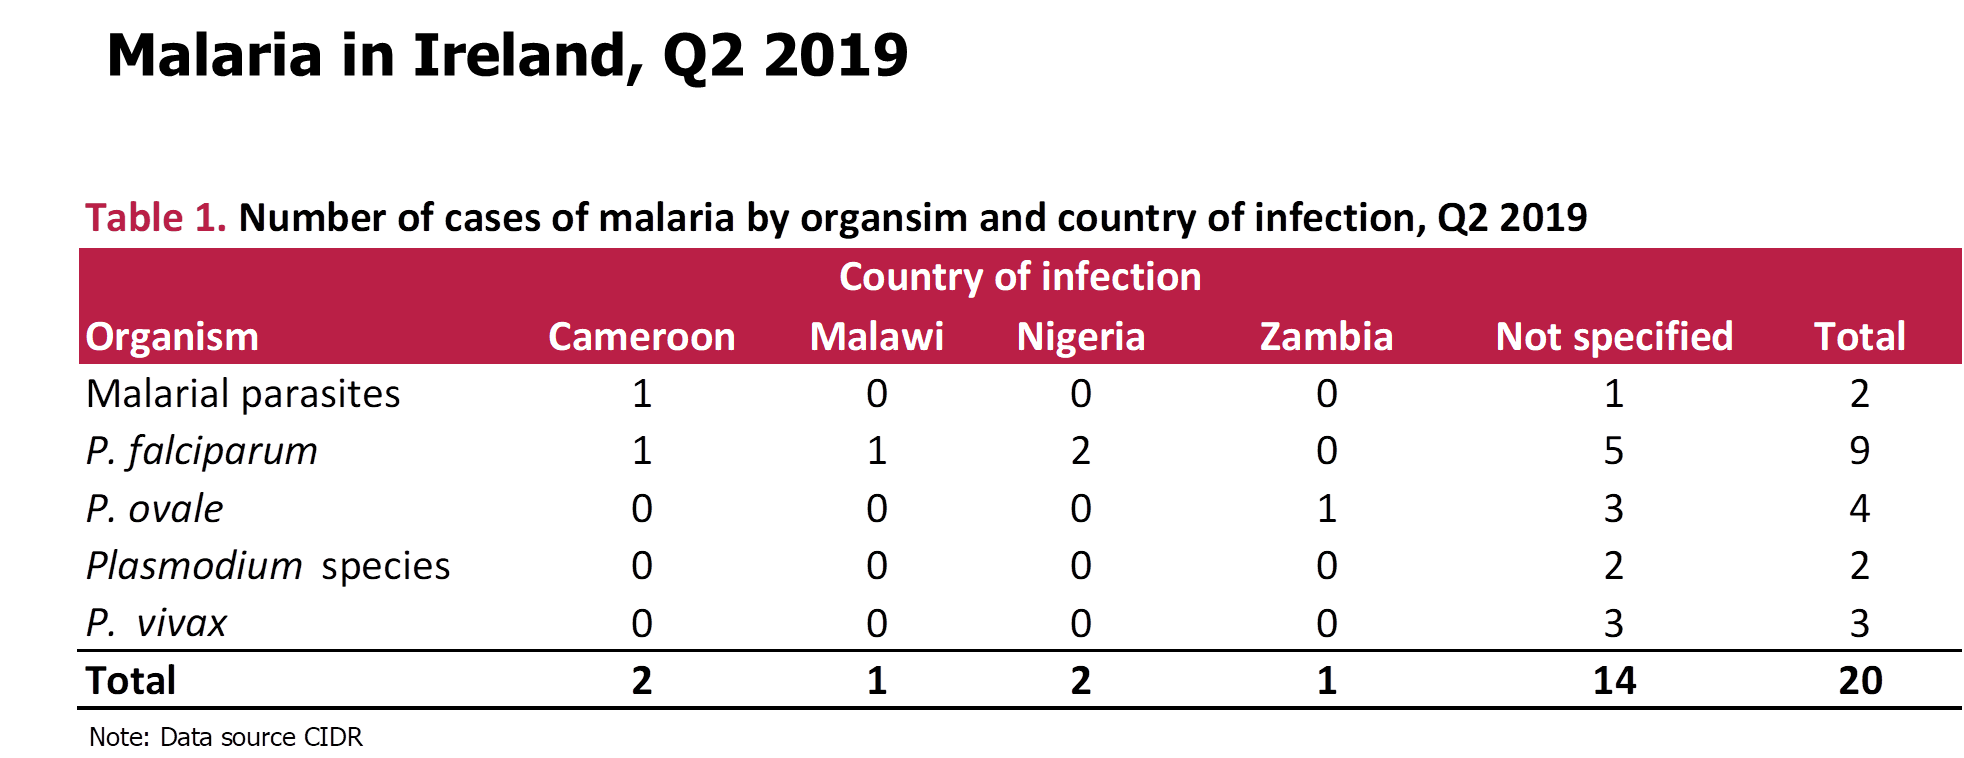 Malaria in Ireland, Q2 2019
Table 1. Number of cases of malaria by organsim and country of infection, Q2 2019
Country of infection
Organism Cameroon Malawi Nigeria Zambia Not specified Total
Malarial parasites 1 0 0 0 1 2
P. falciparum 1 1 2 0 5 9
P. ovale 0 0 0 1 3 4
Plasmodium species 0 0 0 0 2 2
P. vivax 0 0 0 0 3 3
Total 2 1 2 1 14 20
Note: Data source CIDR